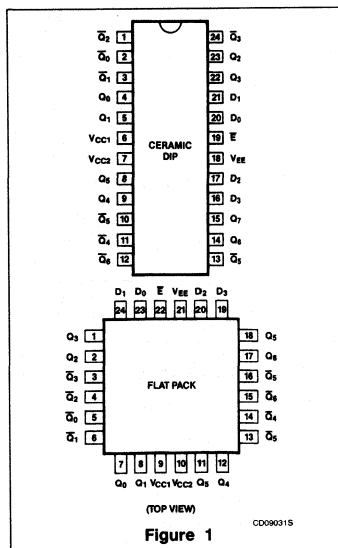 Q̅2 1 24 Q̅3
Q̅0 2 23 Q2
Q̅1 3 22 Q3
Q0 4 21 D1
Q1 5 20 D0
VCC1 6 19 E̅
CERAMIC DIP
VCC2 7 18 VEE
Q5 8 17 D2
Q4 9 16 D3
Q̅5 10 15 Q7
Q̅4 11 14 Q6
Q̅6 12 13 Q̅5
D1 D0 E̅ VEE D2 D3
24 23 22 21 20 19
Q3 1 18 Q5
Q2 2 17 Q6
Q̅3 3 16 Q̅5
FLAT PACK
Q̅2 4 15 Q̅6
Q̅0 5 14 Q̅4
Q̅1 6 13 Q̅5
7 8 9 10 11 12
Q0 Q1 VCC1 VCC2 Q5 Q4
(TOP VIEW)
CD09031S
Figure 1